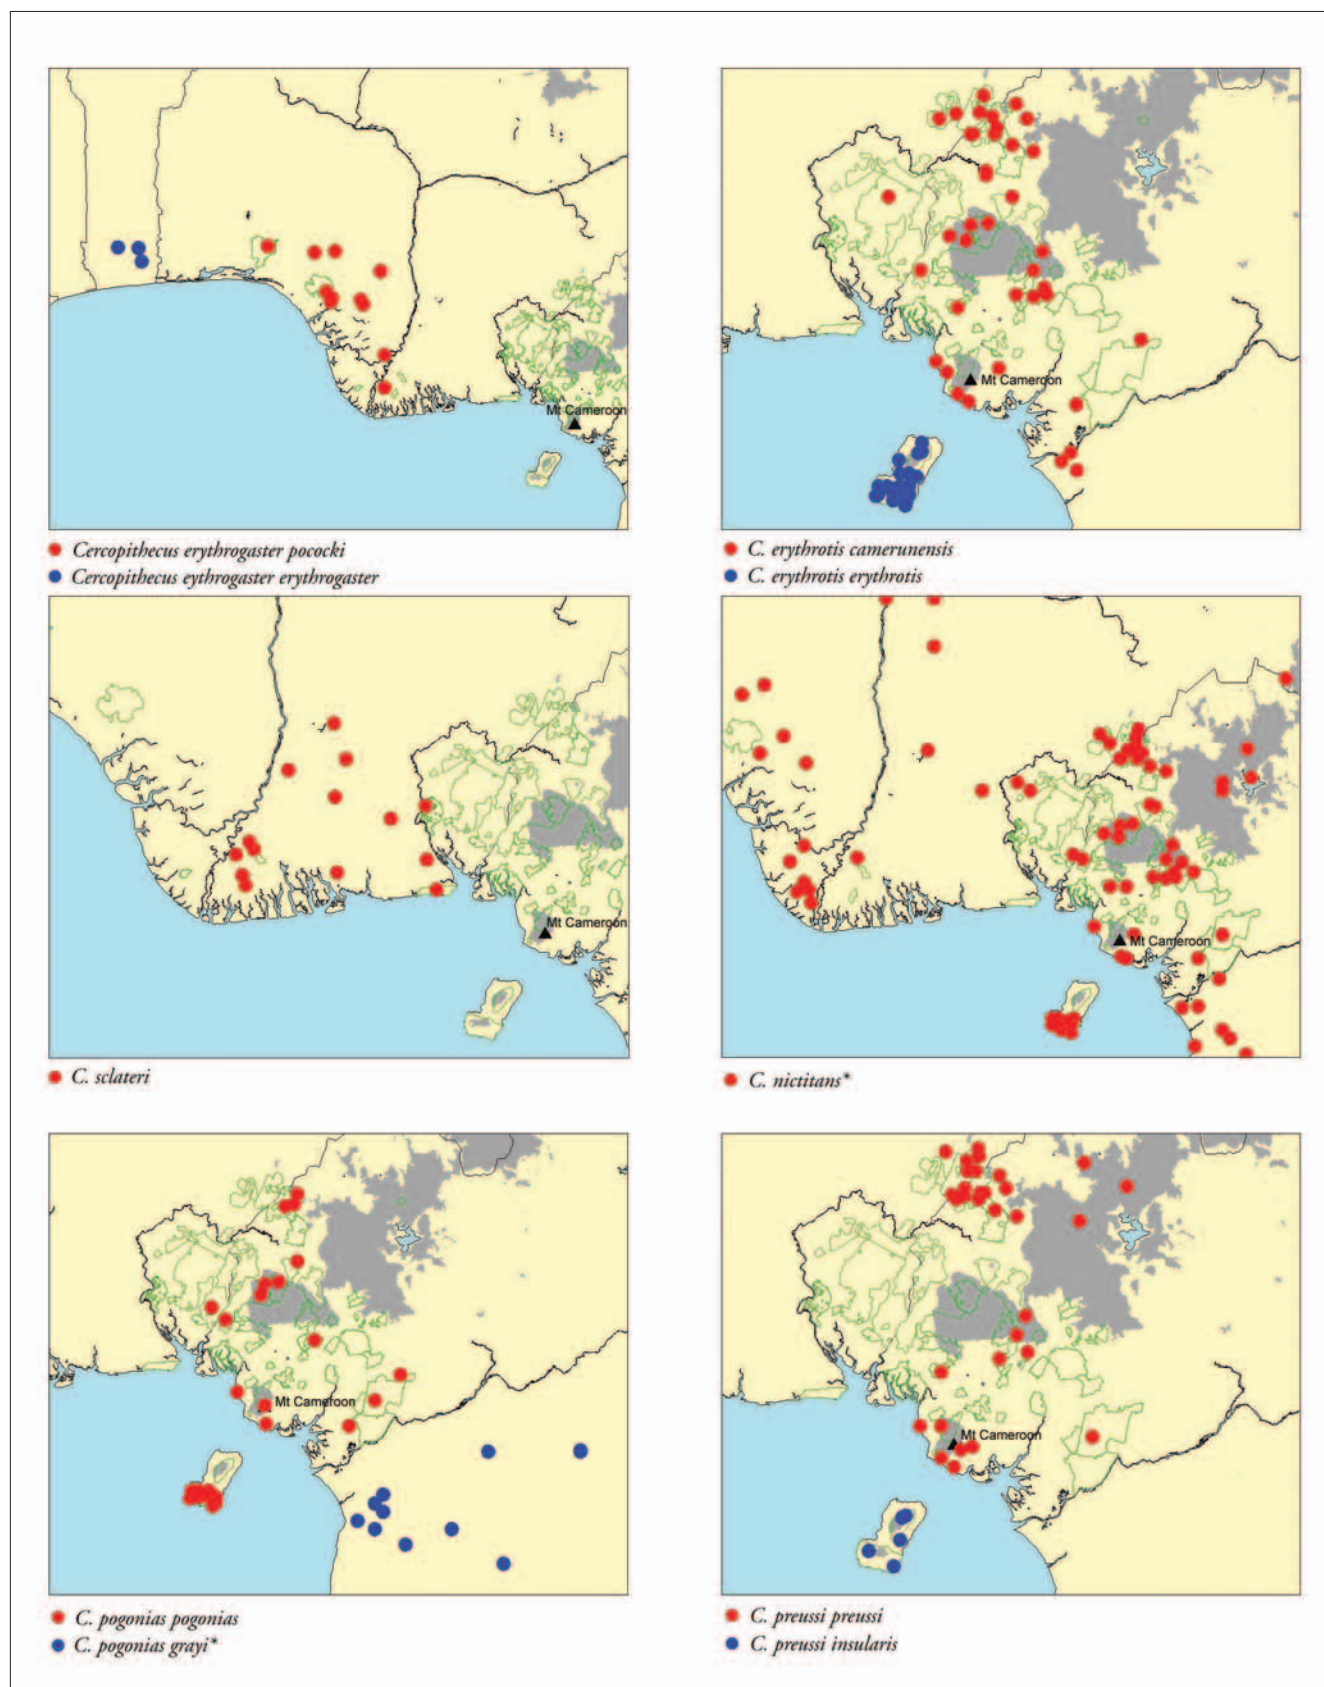 Mt Cameroon
Cercopithecus erythrogaster pococki
Cercopithecus eythrogaster erythrogaster
Mt Cameroon
C. erythrotis camerunensis
C. erythrotis erythrotis
Mt Cameroon
C. sclateri
Mt Cameroon
C. nictitans*
Mt Cameroon
C. pogonias pogonias
C. pogonias grayi*
Mt Cameroon
C. preussi preussi
C. preussi insularis